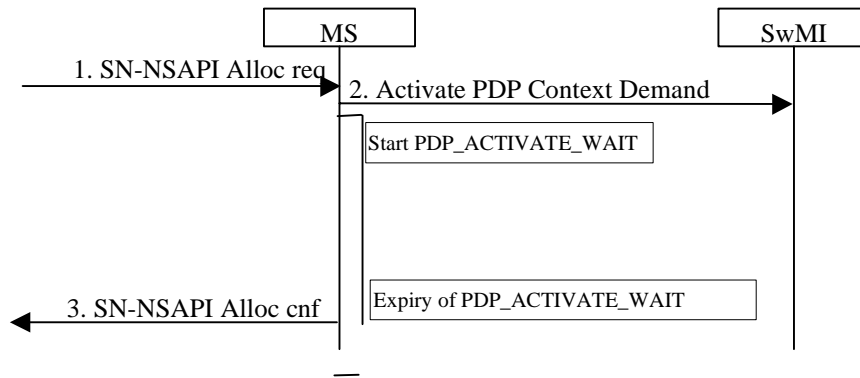 MS
SwMI
1. SN-NSAPI Alloc req
2. Activate PDP Context Demand
Start PDP_ACTIVATE_WAIT
Expiry of PDP_ACTIVATE_WAIT
3. SN-NSAPI Alloc cnf